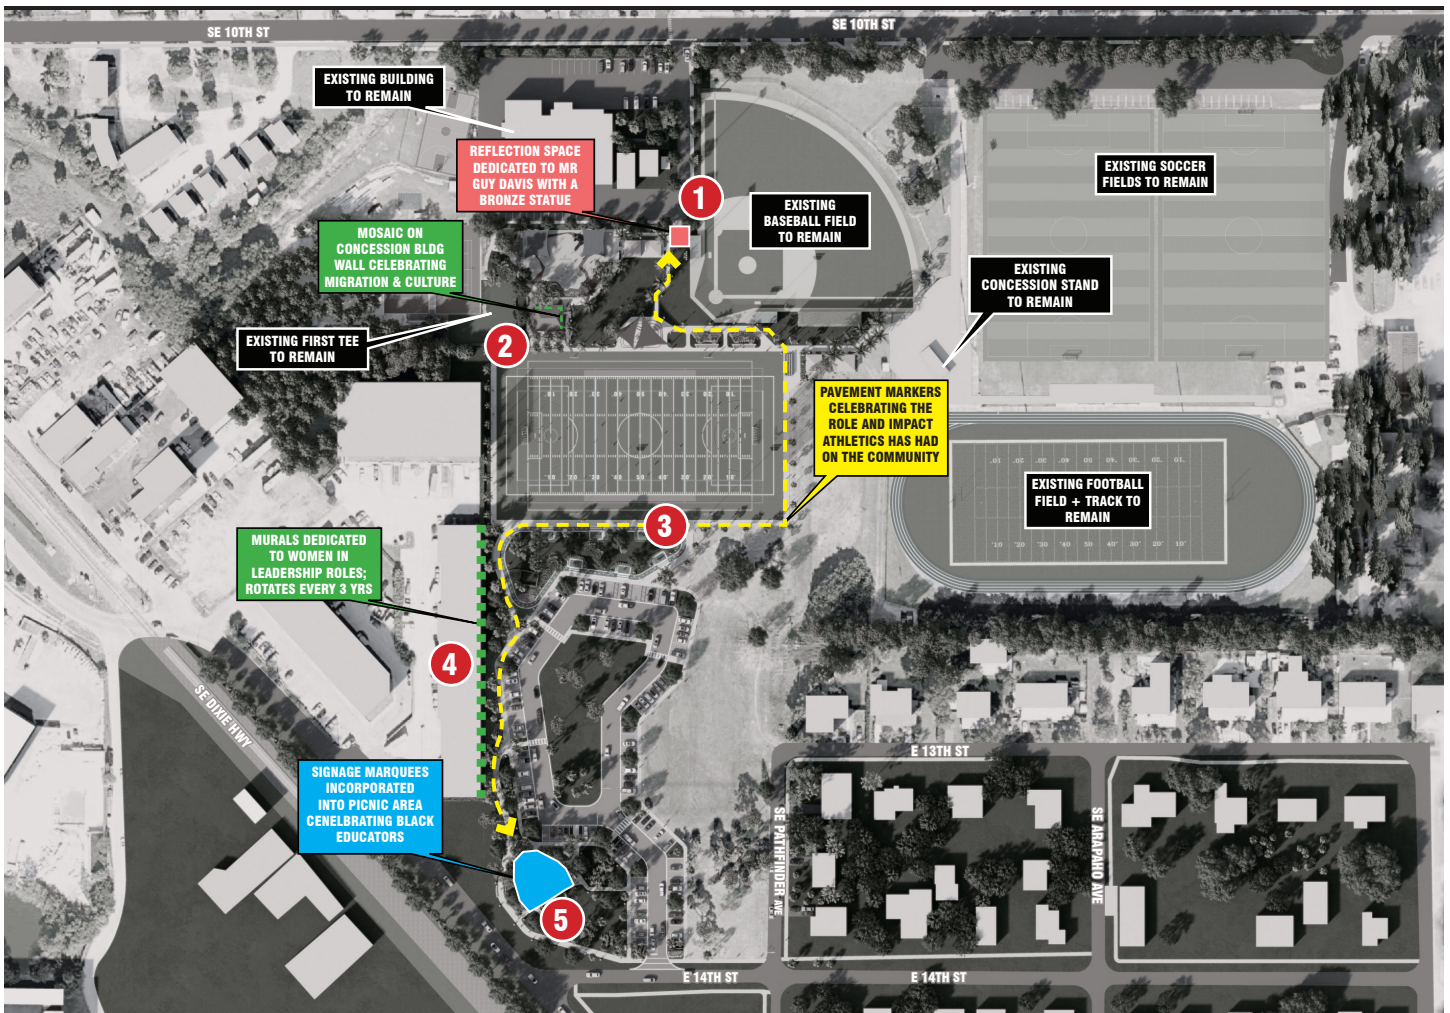 SE 10TH ST
SE 10TH ST
EXISTING BUILDING
TO REMAIN
REFLECTION SPACE
DEDICATED TO MR
GUY DAVIS WITH A
BRONZE STATUE
1
EXISTING
BASEBALL FIELD
TO REMAIN
EXISTING SOCCER
FIELDS TO REMAIN
MOSAIC ON
CONCESSION BLDG
WALL CELEBRATING
MIGRATION & CULTURE
EXISTING
CONCESSION STAND
TO REMAIN
EXISTING FIRST TEE
TO REMAIN
2
PAVEMENT MARKERS
CELEBRATING THE
ROLE AND IMPACT
ATHLETICS HAS HAD
ON THE COMMUNITY
EXISTING FOOTBALL
FIELD + TRACK TO
REMAIN
3
MURALS DEDICATED
TO WOMEN IN
LEADERSHIP ROLES;
ROTATES EVERY 3 YRS
4
SE DIXIE HWY
E 13TH ST
SIGNAGE MARQUEES
INCORPORATED
INTO PICNIC AREA
CENELBRATING BLACK
EDUCATORS
SE PATHFINDER AVE
SE ARAPAHO AVE
5
E 14TH ST
E 14TH ST